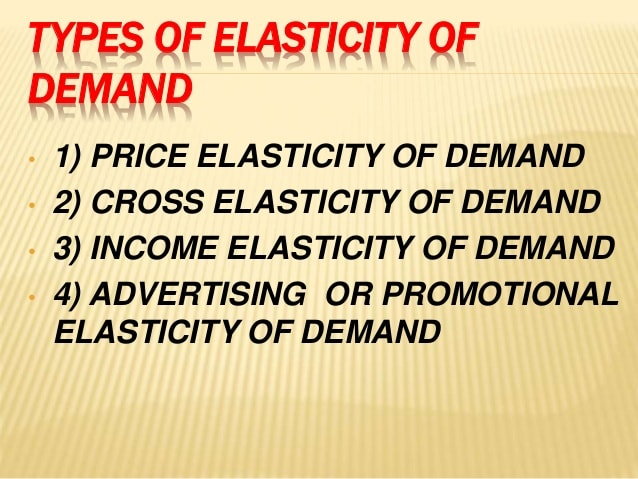 TYPES OF ELASTICITY OF
DEMAND
• 1) PRICE ELASTICITY OF DEMAND
• 2) CROSS ELASTICITY OF DEMAND
• 3) INCOME ELASTICITY OF DEMAND
• 4) ADVERTISING OR PROMOTIONAL
ELASTICITY OF DEMAND